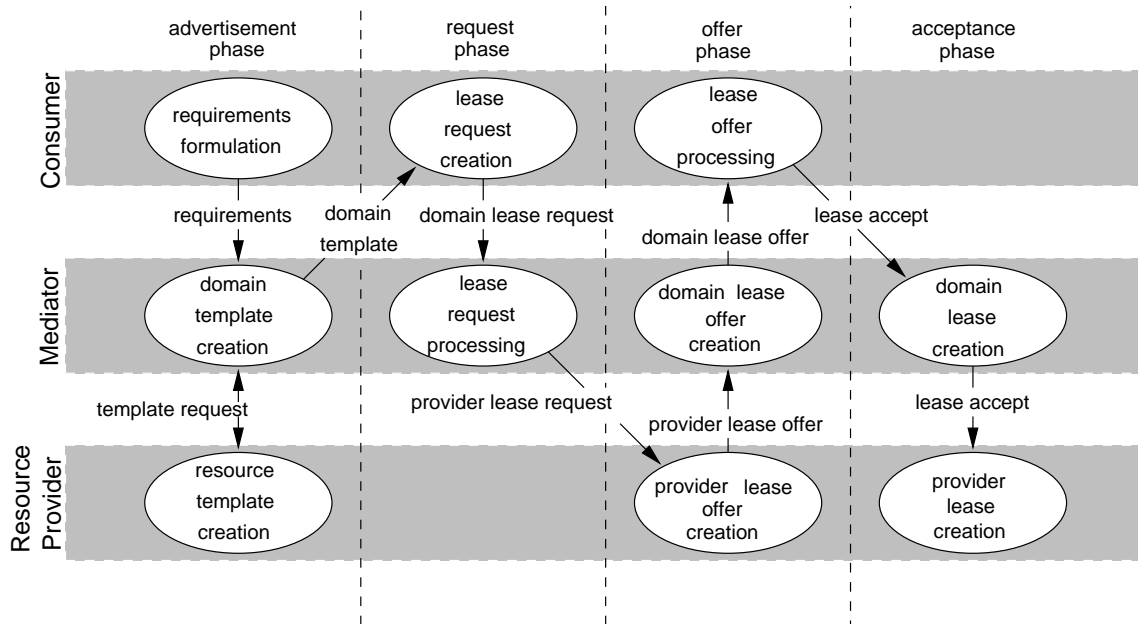 advertisement
phase
request
phase
offer
phase
acceptance
phase
Consumer
requirements
formulation
lease
request
creation
lease
offer
processing
requirements
domain
template
domain lease request
domain lease offer
lease accept
Mediator
domain
template
creation
lease
request
processing
domain lease
offer
creation
domain
lease
creation
template request
provider lease request
provider lease offer
lease accept
Resource
Provider
resource
template
creation
provider lease
offer
creation
provider
lease
creation